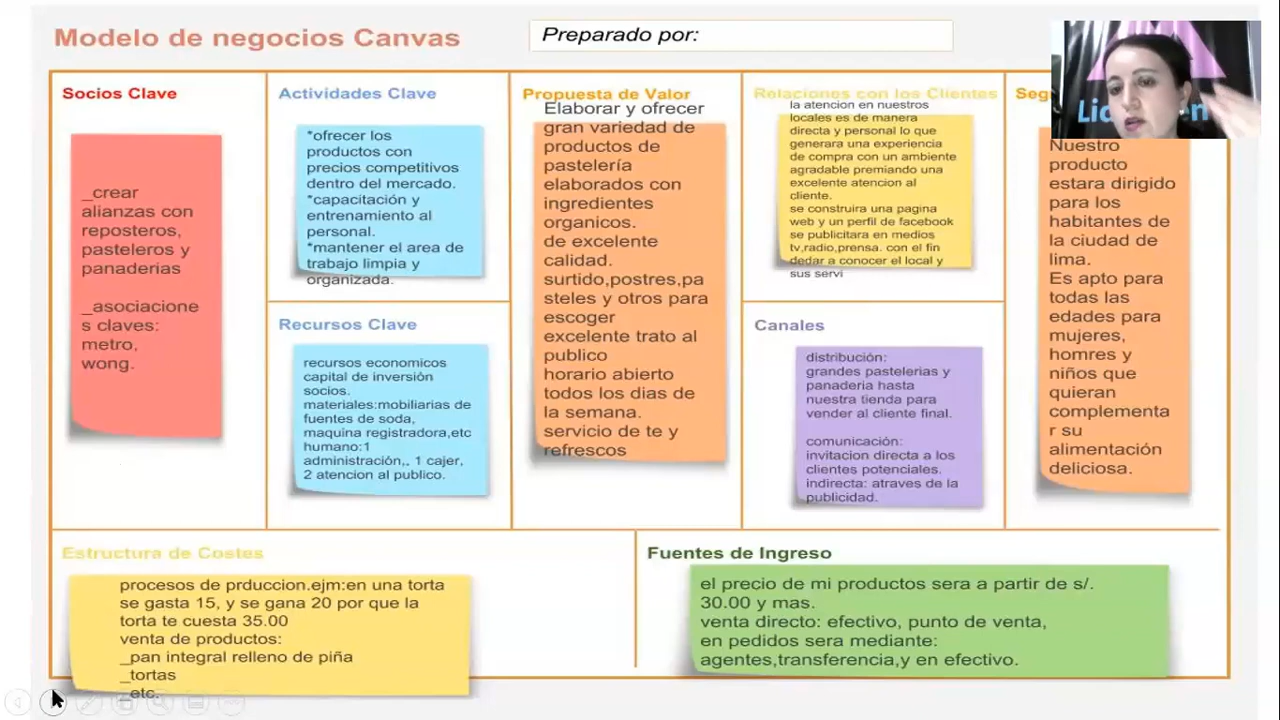 Modelo de negocios Canvas
Preparado por:
Socios Clave
_crear
alianzas con
reposteros,
pasteleros y
panaderias
_asociacione
s claves:
metro,
wong.
Actividades Clave
*ofrecer los
productos con
precios competitivos
dentro del mercado.
*capacitación y
entrenamiento al
personal.
*mantener el area de
trabajo limpia y
organizada.
Recursos Clave
recursos economicos
capital de inversión
socios.
materiales:mobiliarias de
fuentes de soda,
maquina registradora,etc
humano:1
administración,, 1 cajer,
2 atencion al publico.
Propuesta de Valor
Elaborar y ofrecer
gran variedad de
productos de
pastelería
elaborados con
ingredientes
organicos.
de excelente
calidad.
surtido,postres,pa
steles y otros para
escoger
excelente trato al
publico
horario abierto
todos los dias de
la semana.
servicio de te y
refrescos
Relaciones con los Clientes
la atencion en nuestros
locales es de manera
directa y personal lo que
generara una experiencia
de compra con un ambiente
agradable premiando una
excelente atencion al
cliente.
se construira una pagina
web y un perfil de facebook
se publicitara en medios
tv,radio,prensa. con el fin
dedar a conocer el local y
sus servi
Canales
distribución:
grandes pastelerias y
panaderia hasta
nuestra tienda para
vender al cliente final.
comunicación:
invitacion directa a los
clientes potenciales.
indirecta: atraves de la
publicidad.
Nuestro
producto
estara dirigido
para los
habitantes de
la ciudad de
lima.
Es apto para
todas las
edades para
mujeres,
homres y
niños que
quieran
complementa
r su
alimentación
deliciosa.
Estructura de Costes
procesos de prduccion.ejm:en una torta
se gasta 15, y se gana 20 por que la
torta te cuesta 35.00
venta de productos:
_pan integral relleno de piña
_tortas
_etc.
Fuentes de Ingreso
el precio de mi productos sera a partir de s/.
30.00 y mas.
venta directo: efectivo, punto de venta,
en pedidos sera mediante:
agentes,transferencia,y en efectivo.